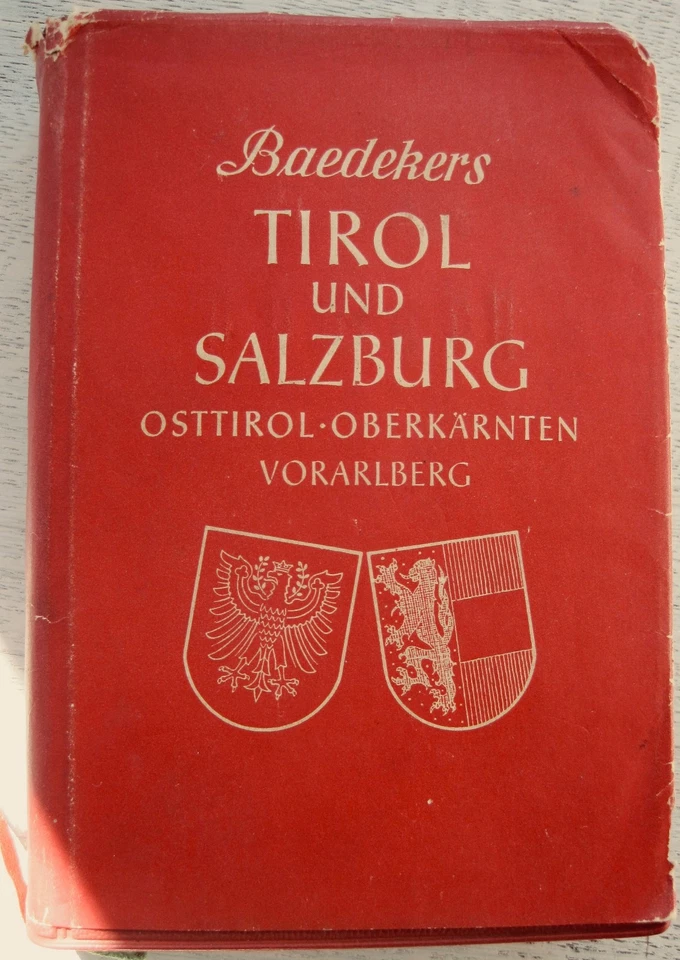 Baedekers
TIROL
UND
SALZBURG
OSTTIROL·OBERKÄRNTEN
VORARLBERG